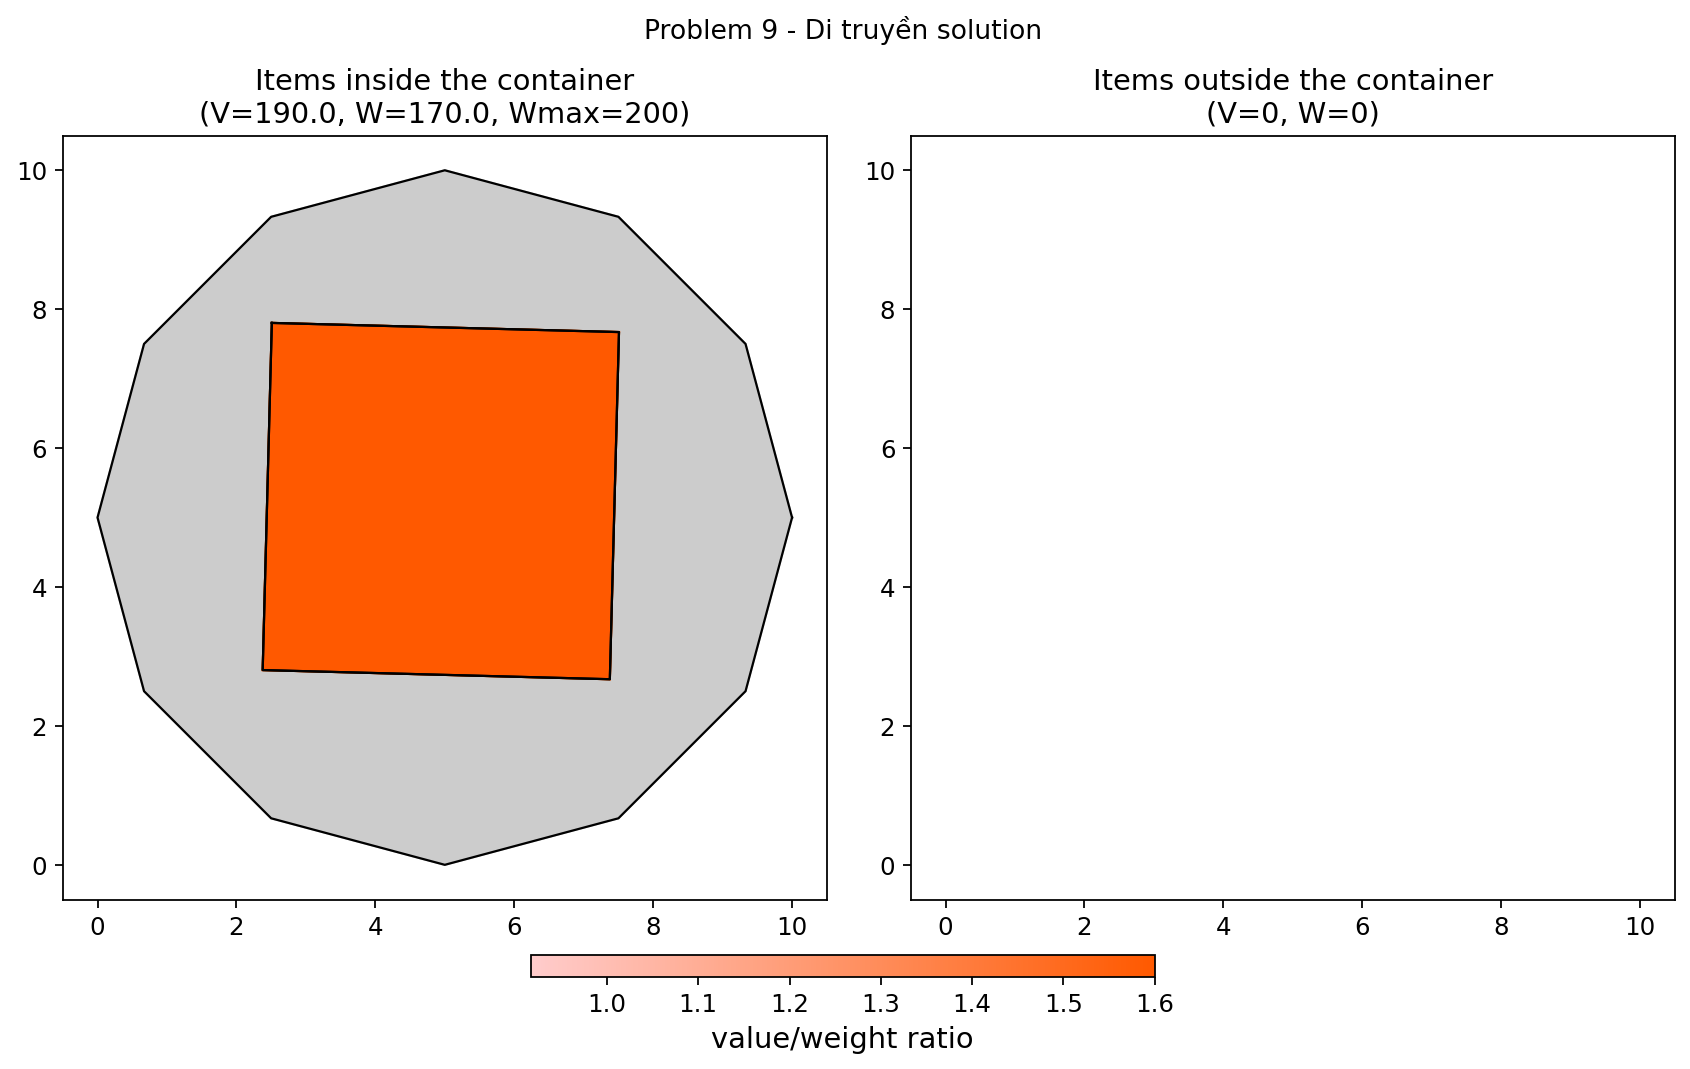 Problem 9 - Di truyền solution
Items inside the container
(V=190.0, W=170.0, Wmax=200)
10
8
6
4
2
0
0 2 4 6 8 10
Items outside the container
(V=0, W=0)
10
8
6
4
2
0
0 2 4 6 8 10
1.0 1.1 1.2 1.3 1.4 1.5 1.6
value/weight ratio